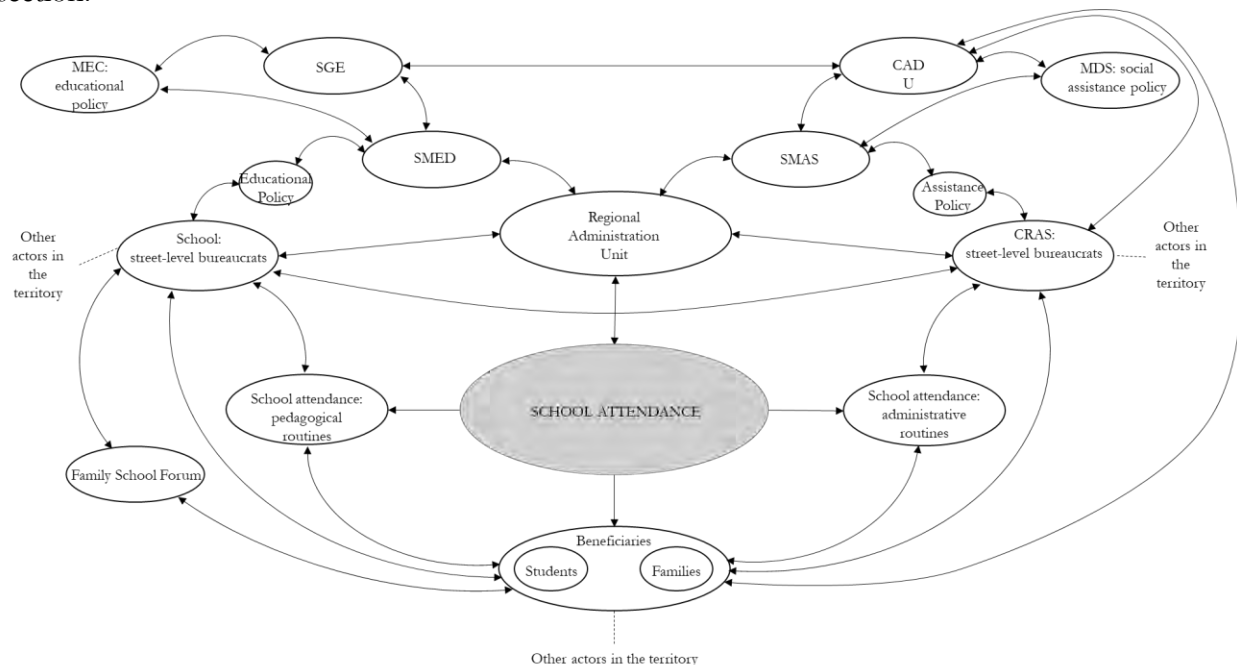 section.
MEC:
educational
policy
SGE
CAD
U
MDS: social
assistance policy
SMED
SMAS
Educational
Policy
Assistance
Policy
Regional
Administration
Unit
Other
actors in
the
territory
School:
street-level bureaucrats
CRAS:
street-level bureaucrats
Other
actors in
the
territory
School attendance:
pedagogical
routines
SCHOOL ATTENDANCE
School attendance:
administrative
routines
Family School Forum
Beneficiaries
Students
Families
Other actors in the territory